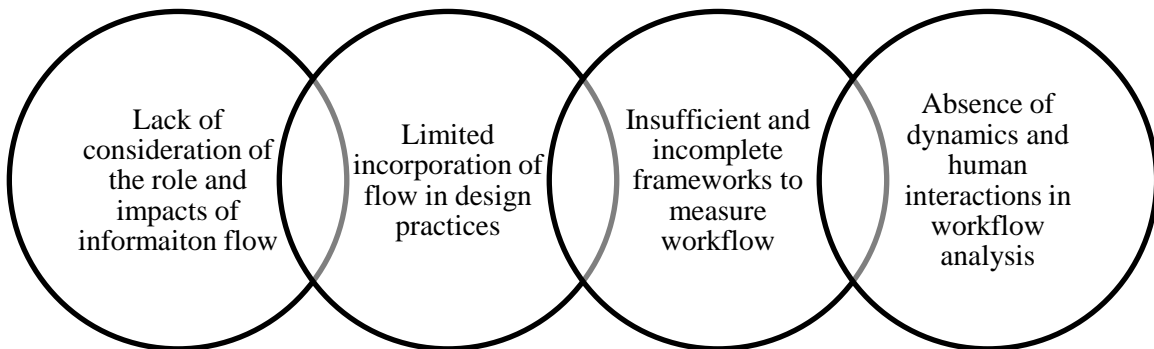 Lack of
consideration of
the role and
impacts of
informaiton flow
Limited
incorporation of
flow in design
practices
Insufficient and
incomplete
frameworks to
measure
workflow
Absence of
dynamics and
human
interactions in
workflow
analysis